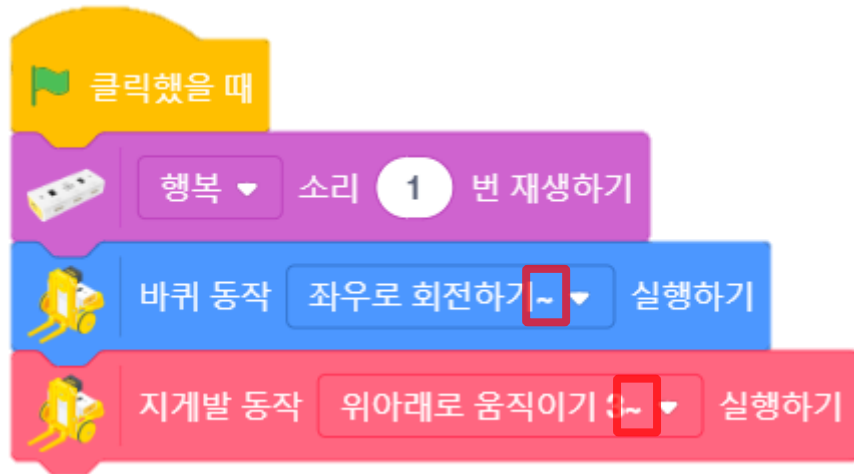 클릭했을 때
행복 소리 1 번 재생하기
바퀴 동작 좌우로 회전하기~ 실행하기
지게발 동작 위아래로 움직이기 3~ 실행하기